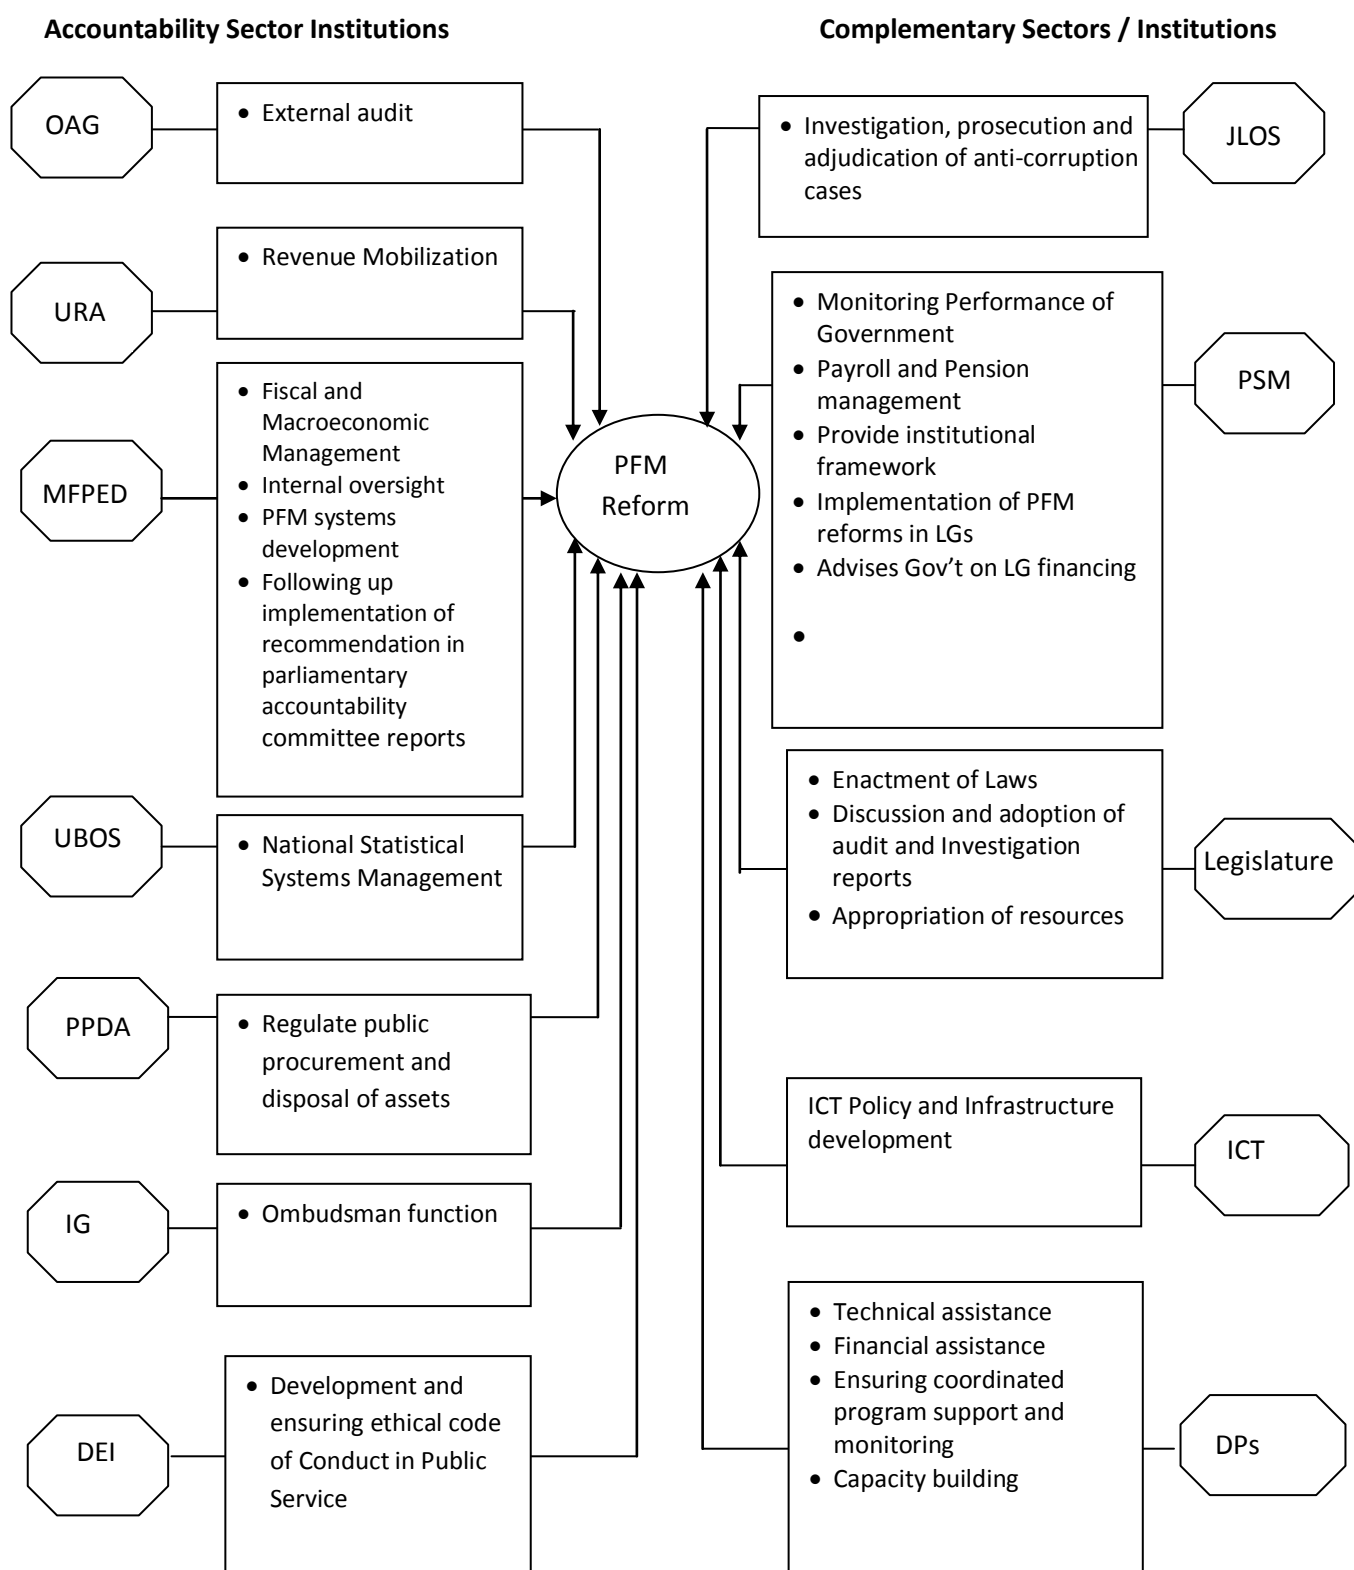 Accountability Sector Institutions
Complementary Sectors / Institutions
OAG
• External audit
URA
• Revenue Mobilization
MFPED
• Fiscal and
Macroeconomic
Management
• Internal oversight
• PFM systems
development
• Following up
implementation of
recommendation in
parliamentary
accountability
committee reports
UBOS
• National Statistical
Systems Management
PPDA
• Regulate public
procurement and
disposal of assets
IG
• Ombudsman function
DEI
• Development and
ensuring ethical code
of Conduct in Public
Service
PFM
Reform
• Investigation, prosecution and
adjudication of anti-corruption
cases
JLOS
• Monitoring Performance of
Government
• Payroll and Pension
management
• Provide institutional
framework
• Implementation of PFM
reforms in LGs
• Advises Gov’t on LG financing
•
PSM
• Enactment of Laws
• Discussion and adoption of
audit and Investigation
reports
• Appropriation of resources
Legislature
ICT Policy and Infrastructure
development
ICT
• Technical assistance
• Financial assistance
• Ensuring coordinated
program support and
monitoring
• Capacity building
DPs